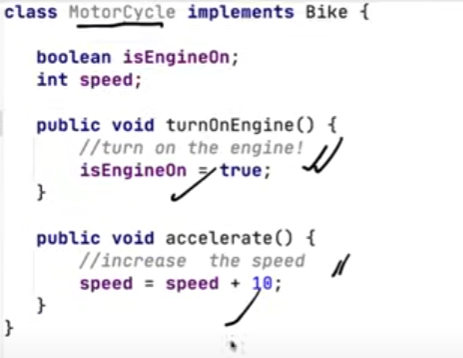 class MotorCycle implements Bike {
boolean isEngineOn;
int speed;
public void turnOnEngine() {
//turn on the engine!
isEngineOn = true;
}
public void accelerate() {
//increase  the speed
speed = speed + 10;
}
}